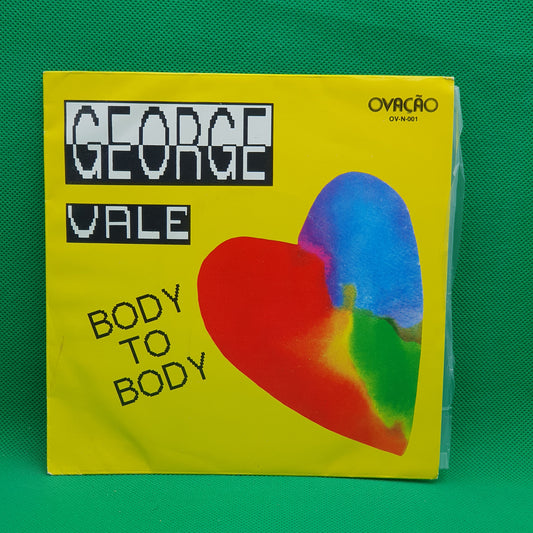 GEORGE
VALE
OVAÇÃO
OV-N-001
BODY
TO
BODY